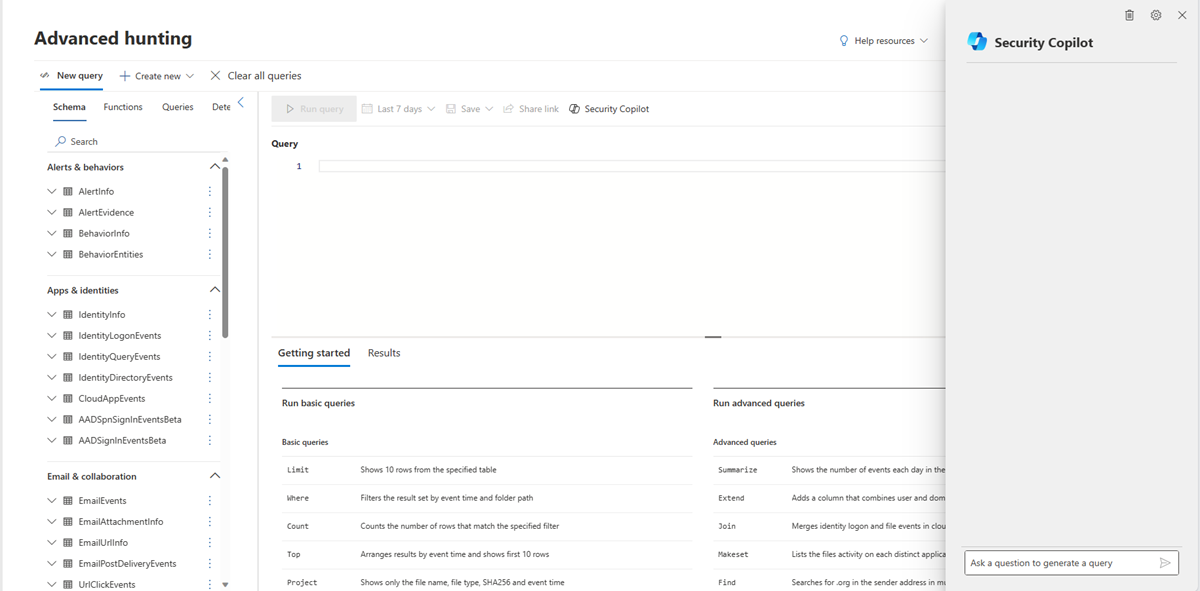 Advanced hunting
Help resources
New query
Create new
Clear all queries
Schema
Functions
Queries
Dete
Search
Alerts & behaviors
AlertInfo
AlertEvidence
BehaviorInfo
BehaviorEntities
Apps & identities
IdentityInfo
IdentityLogonEvents
IdentityQueryEvents
IdentityDirectoryEvents
CloudAppEvents
AADSpnSignInEventsBeta
AADSignInEventsBeta
Email & collaboration
EmailEvents
EmailAttachmentInfo
EmailUrlInfo
EmailPostDeliveryEvents
UrlClickEvents
Run query
Last 7 days
Save
Share link
Security Copilot
Query
1
Getting started
Results
Run basic queries
Basic queries
Limit Shows 10 rows from the specified table
Where Filters the result set by event time and folder path
Count Counts the number of rows that match the specified filter
Top Arranges results by event time and shows first 10 rows
Project Shows only the file name, file type, SHA256 and event time
Run advanced queries
Advanced queries
Summarize Shows the number of events each day in the
Extend Adds a column that combines user and dom
Join Merges identity logon and file events in clou
Makeset Lists the files activity on each distinct applica
Find Searches for .org in the sender address in mu
Security Copilot
Ask a question to generate a query